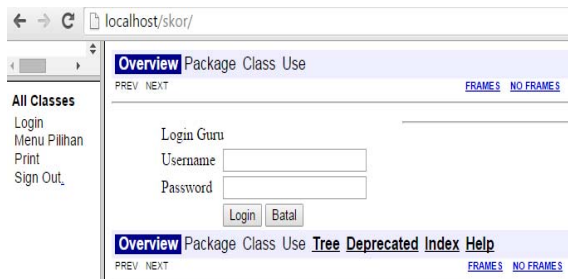 localhost/skor/
All Classes
Login
Menu Pilihan
Print
Sign Out.
Overview Package Class Use
PREV NEXT
FRAMES NO FRAMES
Login Guru
Username
Password
Login Batal
Overview Package Class Use Tree Deprecated Index Help
PREV NEXT
FRAMES NO FRAMES